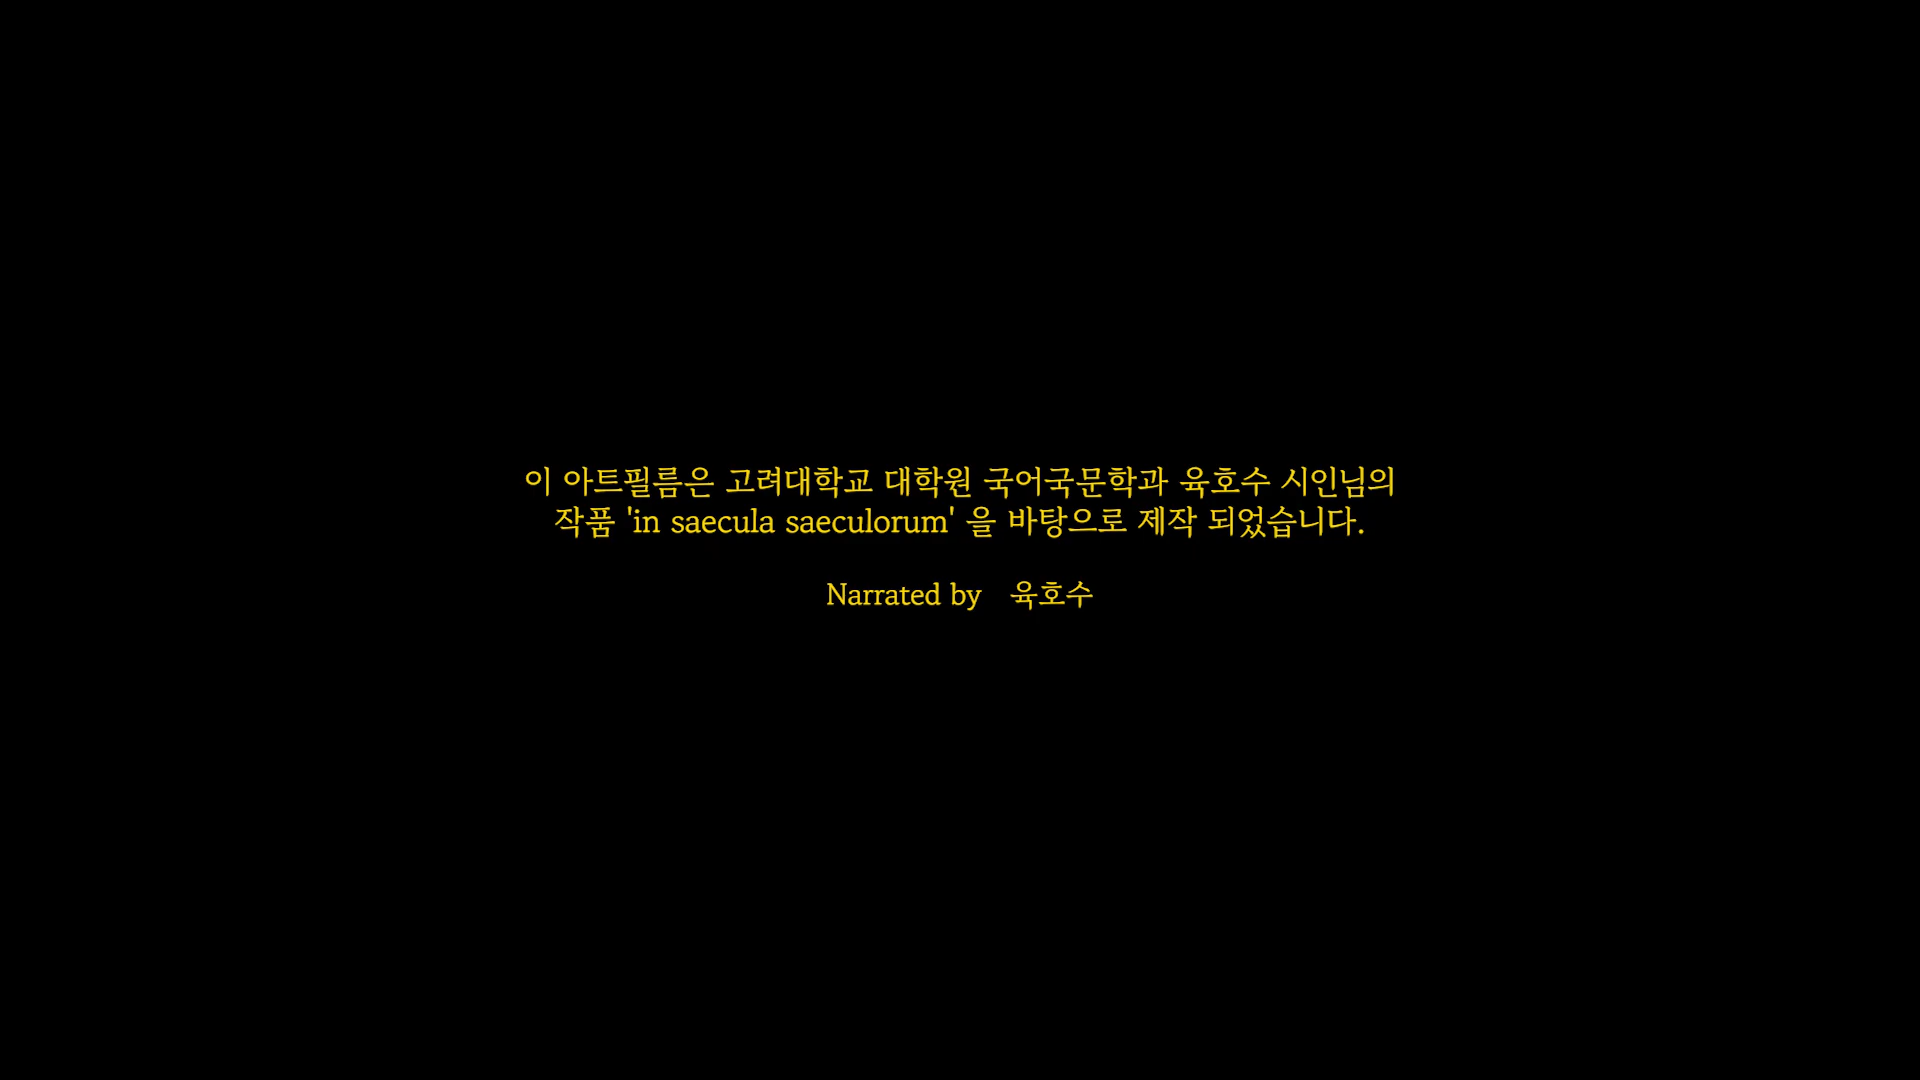 이 아트필름은 고려대학교 대학원 국어국문학과 육호수 시인님의
작품 'in saecula saeculorum' 을 바탕으로 제작 되었습니다.
Narrated by 육호수